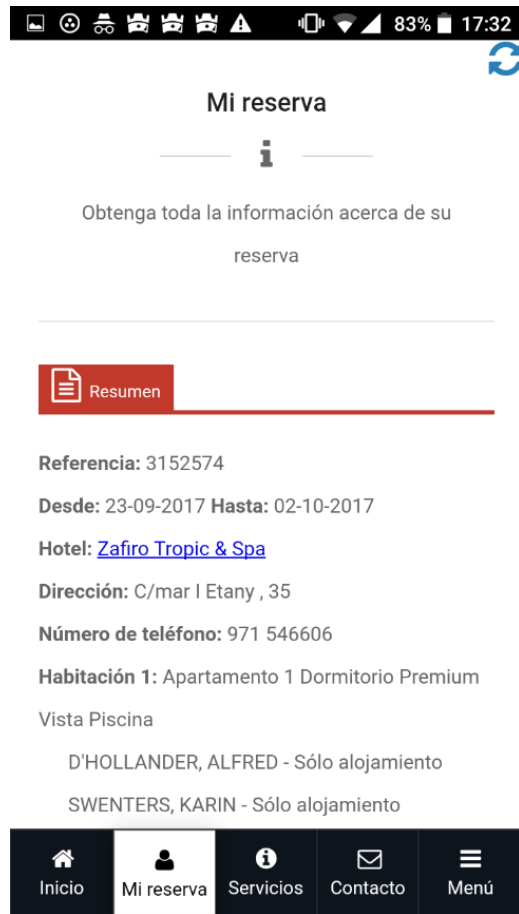 83% 17:32
Mi reserva
Obtenga toda la información acerca de su
reserva
Resumen
Referencia: 3152574
Desde: 23-09-2017 Hasta: 02-10-2017
Hotel: Zafiro Tropic & Spa
Dirección: C/mar I Etany , 35
Número de teléfono: 971 546606
Habitación 1: Apartamento 1 Dormitorio Premium
Vista Piscina
D'HOLLANDER, ALFRED - Sólo alojamiento
SWENTERS, KARIN - Sólo alojamiento
Inicio Mi reserva Servicios Contacto Menú